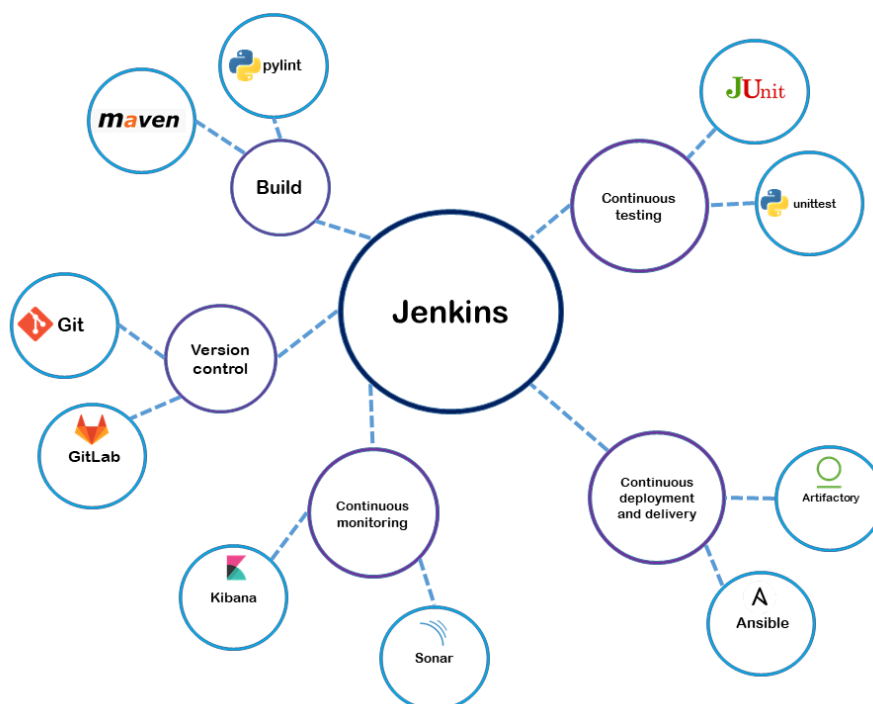 pylint
maven
Build
JUnit
Continuous
testing
unittest
Jenkins
Git
Version
control
GitLab
Continuous
monitoring
Kibana
Sonar
Continuous
deployment
and delivery
Artifactory
Ansible